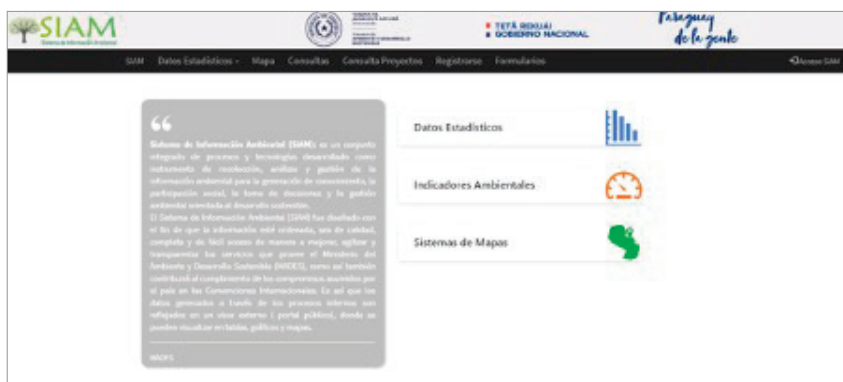 SIAM
Sistema de Información Ambiental
TETÃ REKUÁI
GOBIERNO NACIONAL
Paraguay
de la gente
SIAM Datos Estadísticos Mapa Consultas Consulta Proyectos Registrarse Formularios Acceso SIAM
Sistema de Información Ambiental (SIAM): es un conjunto
integrado de procesos y tecnologías desarrollado como
instrumento de recolección, análisis y gestión de la
información ambiental para la generación de conocimiento, la
participación social, la toma de decisiones y la gestión
ambiental orientada al desarrollo sostenible.
El Sistema de Información Ambiental (SIAM) fue diseñado con
el fin de que la información esté ordenada, sea de calidad,
completa y de fácil acceso de manera a mejorar, agilizar y
transparentar los servicios que provee el Ministerio del
Ambiente y Desarrollo Sostenible (MADES), como así también
contribuirá al cumplimiento de los compromisos asumidos por
el país en las Convenciones Internacionales. Es así que los
datos generados a través de los procesos internos son
reflejados en un visor externo ( portal público), donde se
pueden visualizar en tablas, gráficos y mapas.
MADES
Datos Estadísticos
Indicadores Ambientales
Sistemas de Mapas